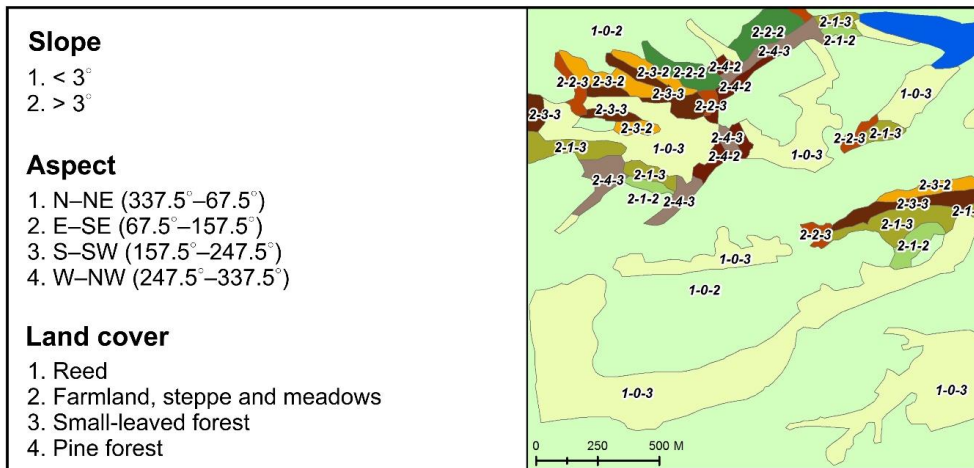 Slope
1. < 3°
2. > 3°
Aspect
1. N–NE (337.5°–67.5°)
2. E–SE (67.5°–157.5°)
3. S–SW (157.5°–247.5°)
4. W–NW (247.5°–337.5°)
Land cover
1. Reed
2. Farmland, steppe and meadows
3. Small-leaved forest
4. Pine forest
1-0-2
2-2-2
2-1-3
2-1-2
2-4-3
2-4-2
2-3-2
2-2-2
2-4-2
2-2-3
2-3-2
2-3-3
2-2-3
2-3-3
2-3-3
2-3-2
1-0-3
2-2-3
2-1-3
2-4-3
2-4-2
1-0-3
1-0-3
2-1-3
2-4-3
2-1-3
2-1-2
2-4-3
2-3-2
2-3-3
2-1-3
2-2-3
2-1-2
1-0-3
1-0-2
1-0-3
1-0-3
0 250 500 M